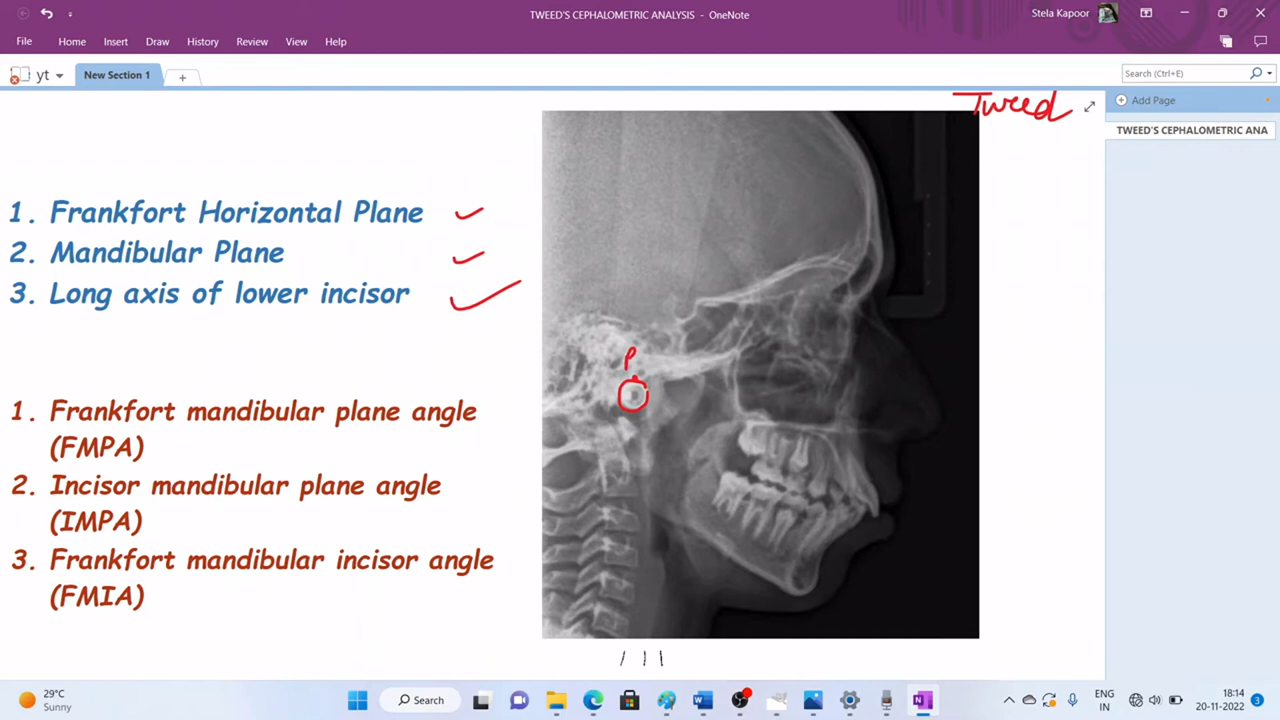 TWEED'S CEPHALOMETRIC ANALYSIS - OneNote
Stela Kapoor
File Home Insert Draw History Review View Help
yt New Section 1
Search (Ctrl+E)
Add Page
TWEED'S CEPHALOMETRIC ANA
Tweed
1. Frankfort Horizontal Plane
2. Mandibular Plane
3. Long axis of lower incisor
P
1. Frankfort mandibular plane angle
(FMPA)
2. Incisor mandibular plane angle
(IMPA)
3. Frankfort mandibular incisor angle
(FMIA)
29°C
Sunny
Search
ENG
IN
18:14
20-11-2022
3